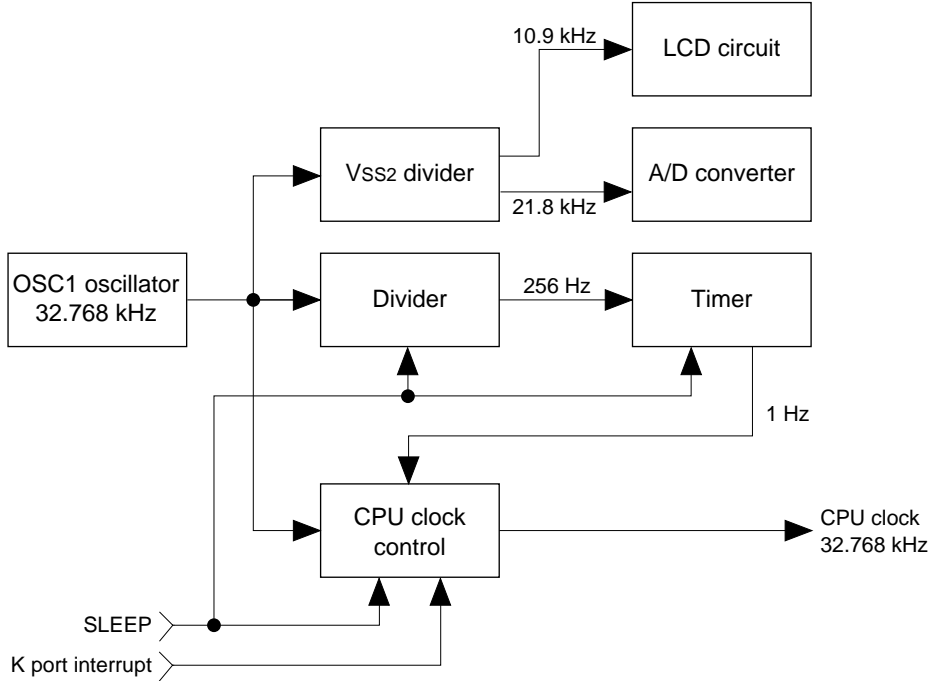 10.9 kHz
LCD circuit
VSS2 divider
A/D converter
21.8 kHz
OSC1 oscillator
32.768 kHz
Divider
256 Hz
Timer
1 Hz
CPU clock
control
CPU clock
32.768 kHz
SLEEP
K port interrupt